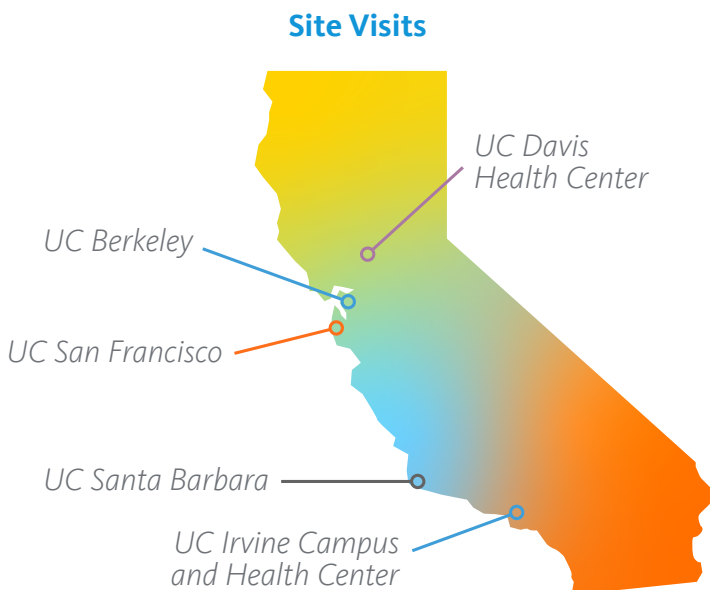 Site Visits
UC Davis
Health Center
UC Berkeley
UC San Francisco
UC Santa Barbara
UC Irvine Campus
and Health Center